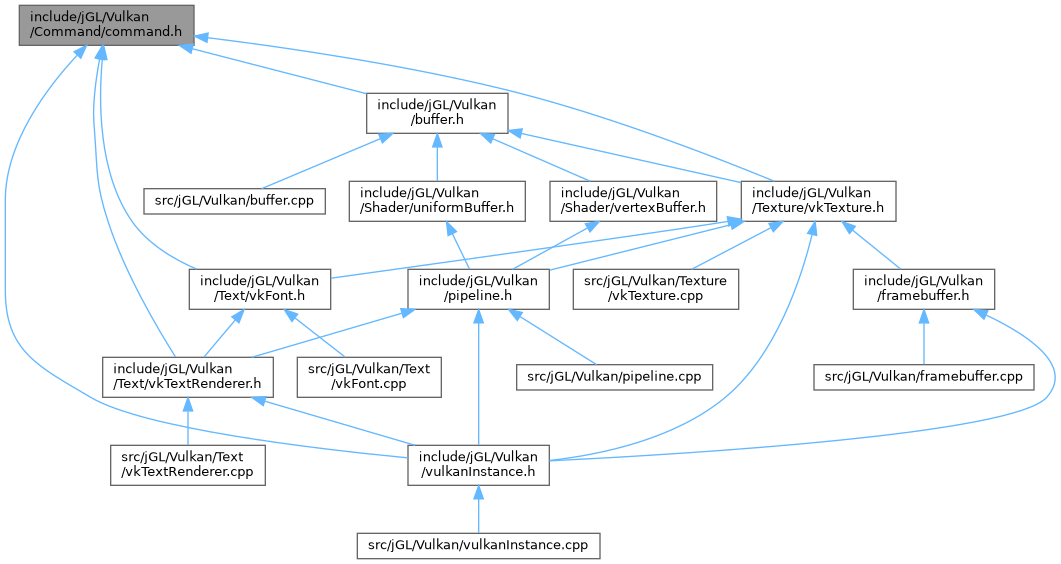 include/jGL/Vulkan
/Command/command.h
include/jGL/Vulkan
/buffer.h
src/jGL/Vulkan/buffer.cpp
include/jGL/Vulkan
/Shader/uniformBuffer.h
include/jGL/Vulkan
/Shader/vertexBuffer.h
include/jGL/Vulkan
/Texture/vkTexture.h
include/jGL/Vulkan
/Text/vkFont.h
include/jGL/Vulkan
/pipeline.h
src/jGL/Vulkan/Texture
/vkTexture.cpp
include/jGL/Vulkan
/framebuffer.h
include/jGL/Vulkan
/Text/vkTextRenderer.h
src/jGL/Vulkan/Text
/vkFont.cpp
src/jGL/Vulkan/pipeline.cpp
src/jGL/Vulkan/framebuffer.cpp
src/jGL/Vulkan/Text
/vkTextRenderer.cpp
include/jGL/Vulkan
/vulkanInstance.h
src/jGL/Vulkan/vulkanInstance.cpp